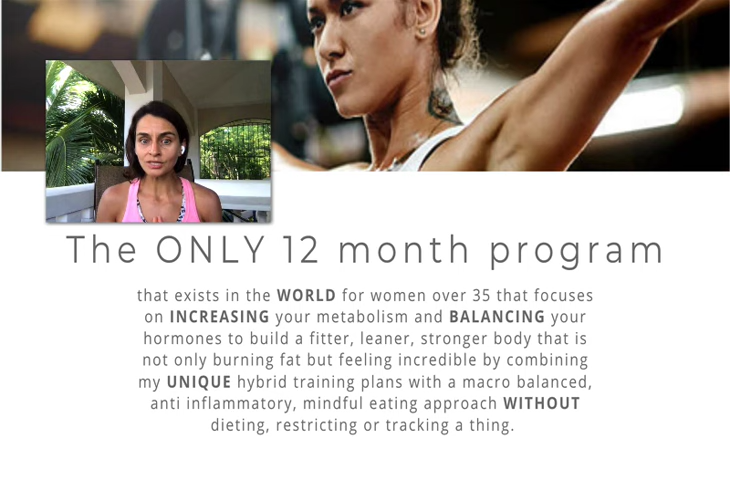 The ONLY 12 month program
that exists in the WORLD for women over 35 that focuses
on INCREASING your metabolism and BALANCING your
hormones to build a fitter, leaner, stronger body that is
not only burning fat but feeling incredible by combining
my UNIQUE hybrid training plans with a macro balanced,
anti inflammatory, mindful eating approach WITHOUT
dieting, restricting or tracking a thing.